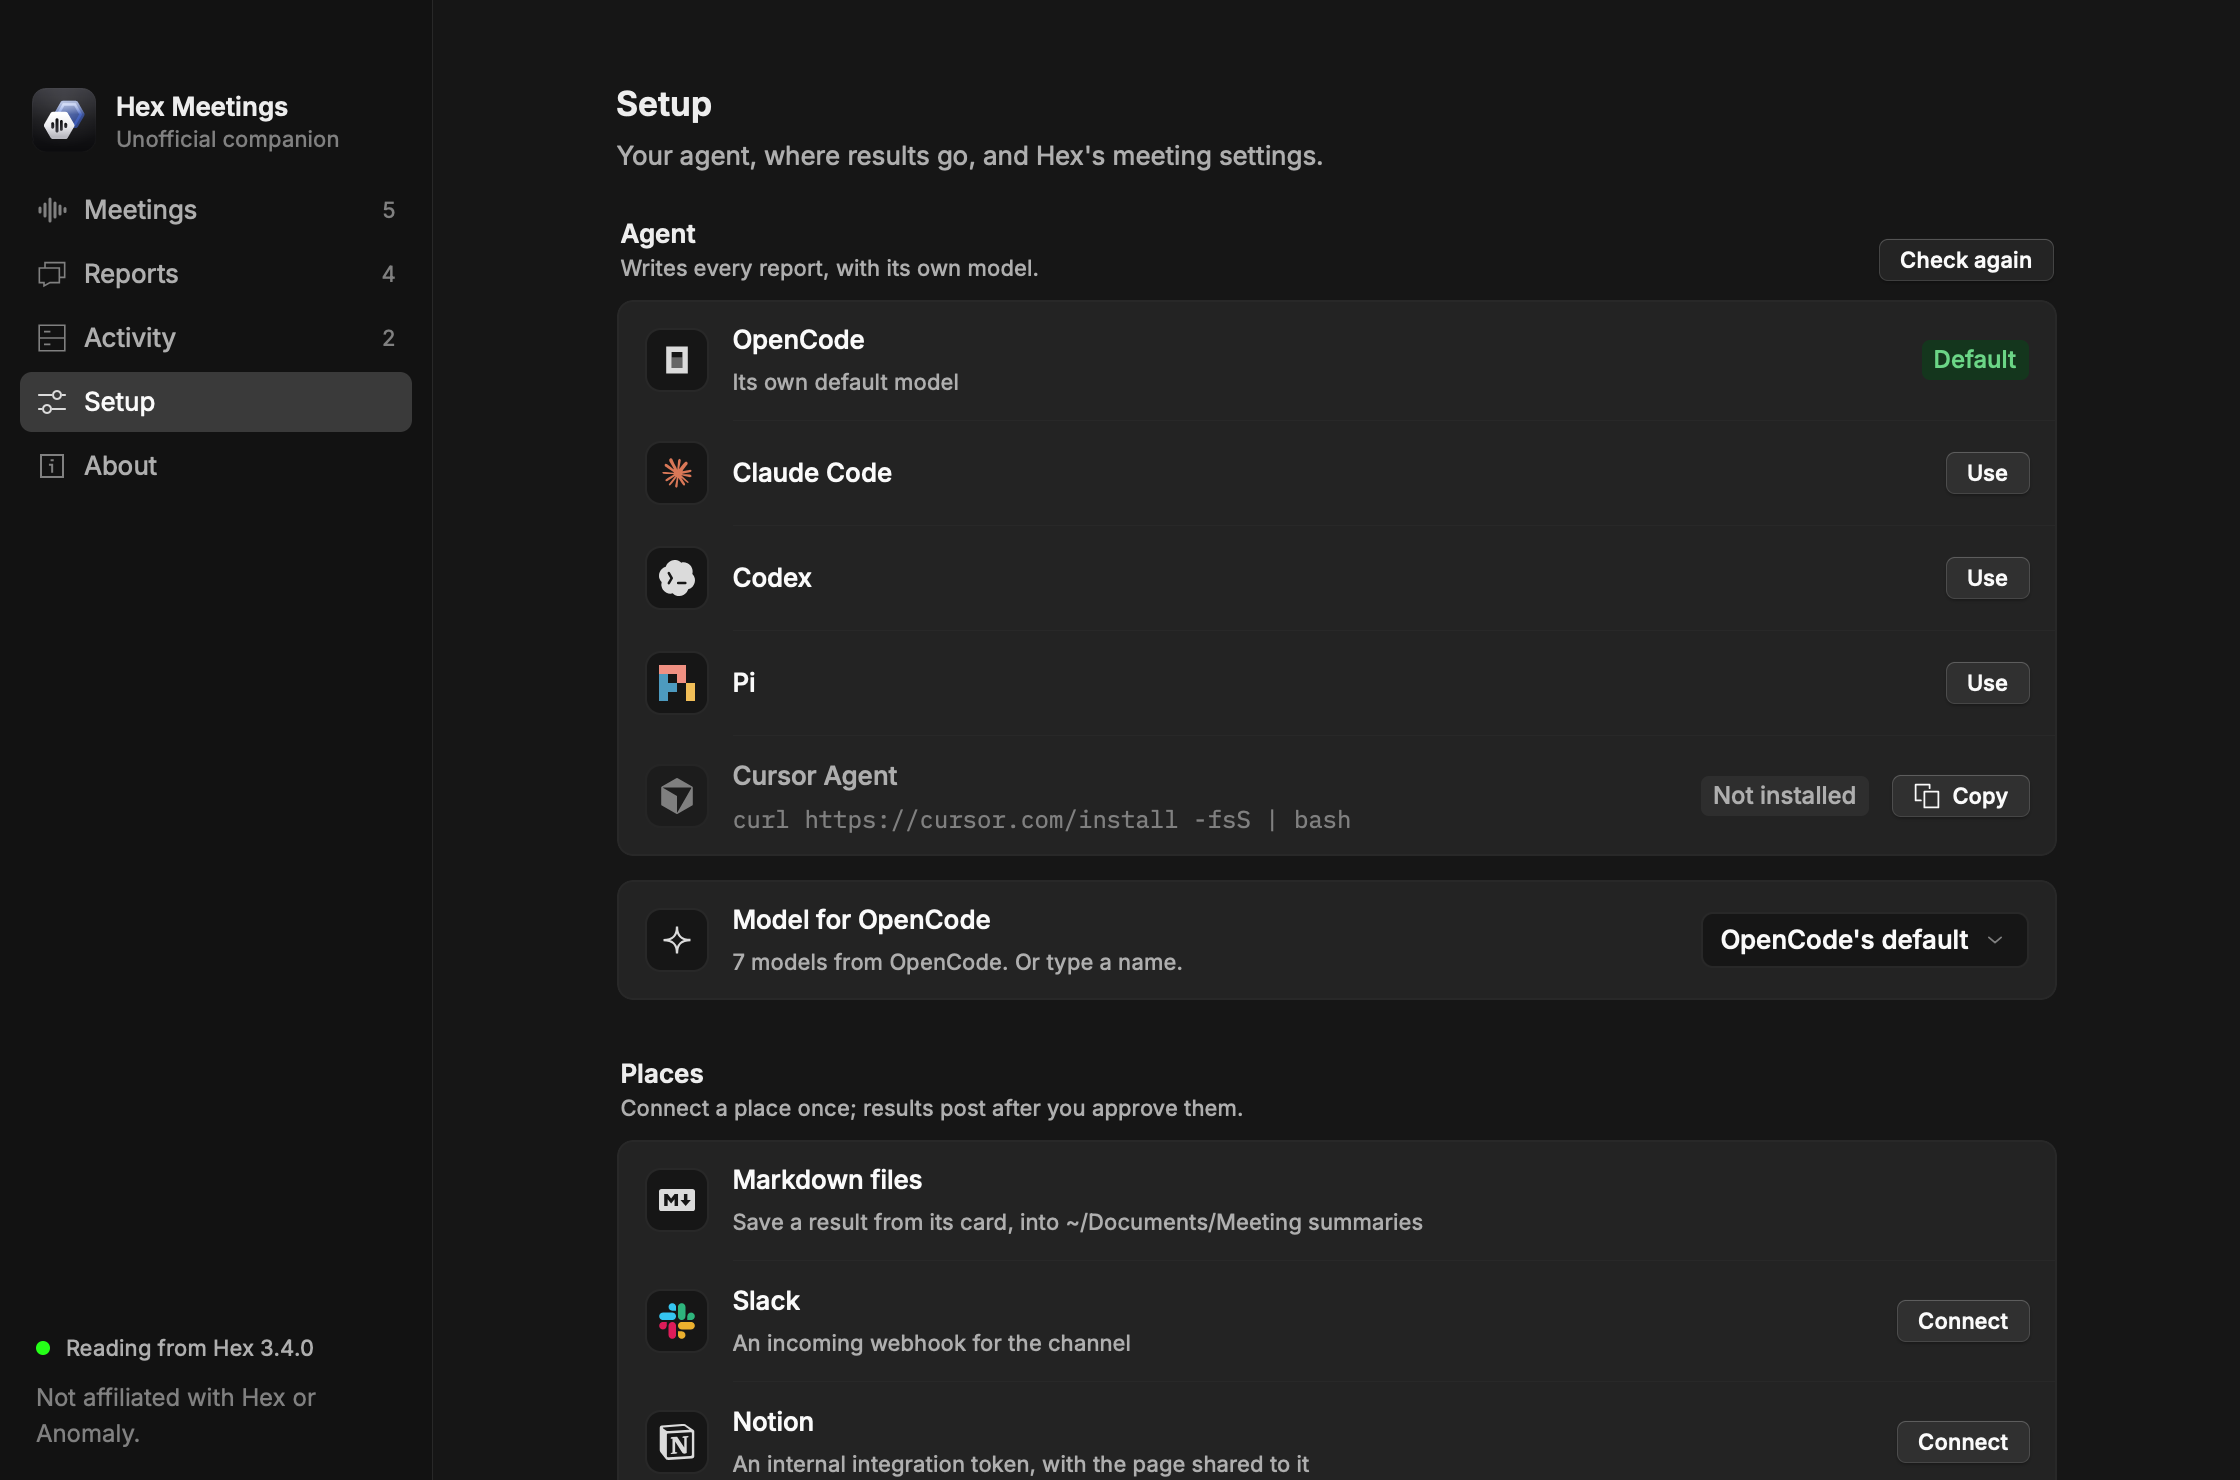 Hex Meetings
Unofficial companion
Meetings 5
Reports 4
Activity 2
Setup
About
Reading from Hex 3.4.0
Not affiliated with Hex or
Anomaly.
Setup
Your agent, where results go, and Hex's meeting settings.
Agent
Writes every report, with its own model.
Check again
OpenCode
Its own default model
Default
Claude Code
Use
Codex
Use
Pi
Use
Cursor Agent
curl https://cursor.com/install -fsS | bash
Not installed
Copy
Model for OpenCode
7 models from OpenCode. Or type a name.
OpenCode's default
Places
Connect a place once; results post after you approve them.
Markdown files
Save a result from its card, into ~/Documents/Meeting summaries
Slack
An incoming webhook for the channel
Connect
Notion
An internal integration token, with the page shared to it
Connect